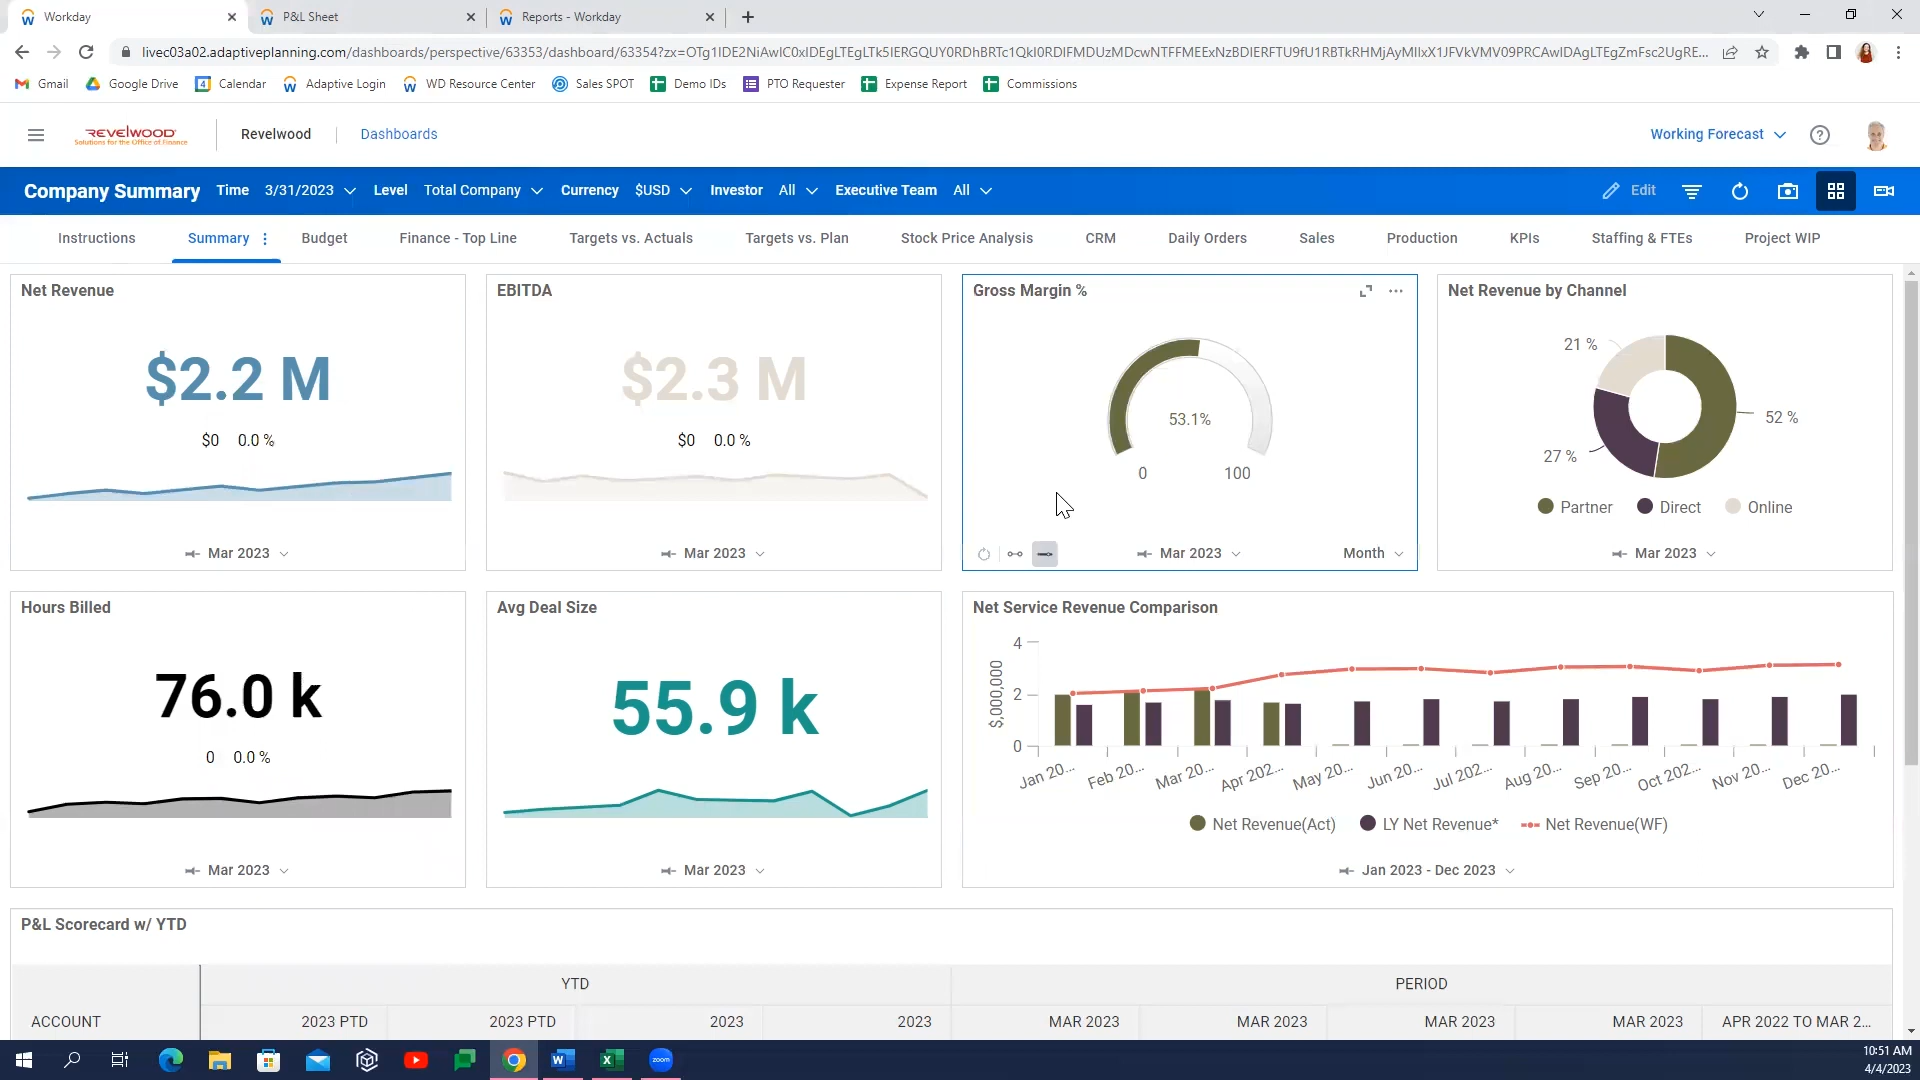 Workday
P&L Sheet
Reports - Workday
livec03a02.adaptiveplanning.com/dashboards/perspective/63353/dashboard/63354?zx=
Gmail
Google Drive
Calendar
Adaptive Login
WD Resource Center
Sales SPOT
Demo IDs
PTO Requester
Expense Report
Commissions
REVELWOOD
Solutions for the Office of Finance
Revelwood
Dashboards
Working Forecast
Company Summary Time 3/31/2023 Level Total Company Currency $USD Investor All Executive Team All
Edit
Instructions
Summary
Budget
Finance - Top Line
Targets vs. Actuals
Targets vs. Plan
Stock Price Analysis
CRM
Daily Orders
Sales
Production
KPIs
Staffing & FTEs
Project WIP
Net Revenue
$2.2 M
$0 0.0 %
Mar 2023
EBITDA
$2.3 M
$0 0.0 %
Mar 2023
Gross Margin %
53.1%
0 100
Mar 2023
Month
Net Revenue by Channel
21 %
52 %
27 %
Partner Direct Online
Mar 2023
Hours Billed
76.0 k
0 0.0 %
Mar 2023
Avg Deal Size
55.9 k
Mar 2023
Net Service Revenue Comparison
$,000,000
4
2
0
Jan 20... Feb 20... Mar 20... Apr 202... May 20... Jun 20... Jul 202... Aug 20... Sep 20... Oct 202... Nov 20... Dec 20...
Net Revenue(Act) LY Net Revenue* Net Revenue(WF)
Jan 2023 - Dec 2023
P&L Scorecard w/ YTD
YTD PERIOD
ACCOUNT 2023 PTD 2023 PTD 2023 2023 MAR 2023 MAR 2023 MAR 2023 MAR 2023 APR 2022 TO MAR 2...
zoom
10:51 AM
4/4/2023